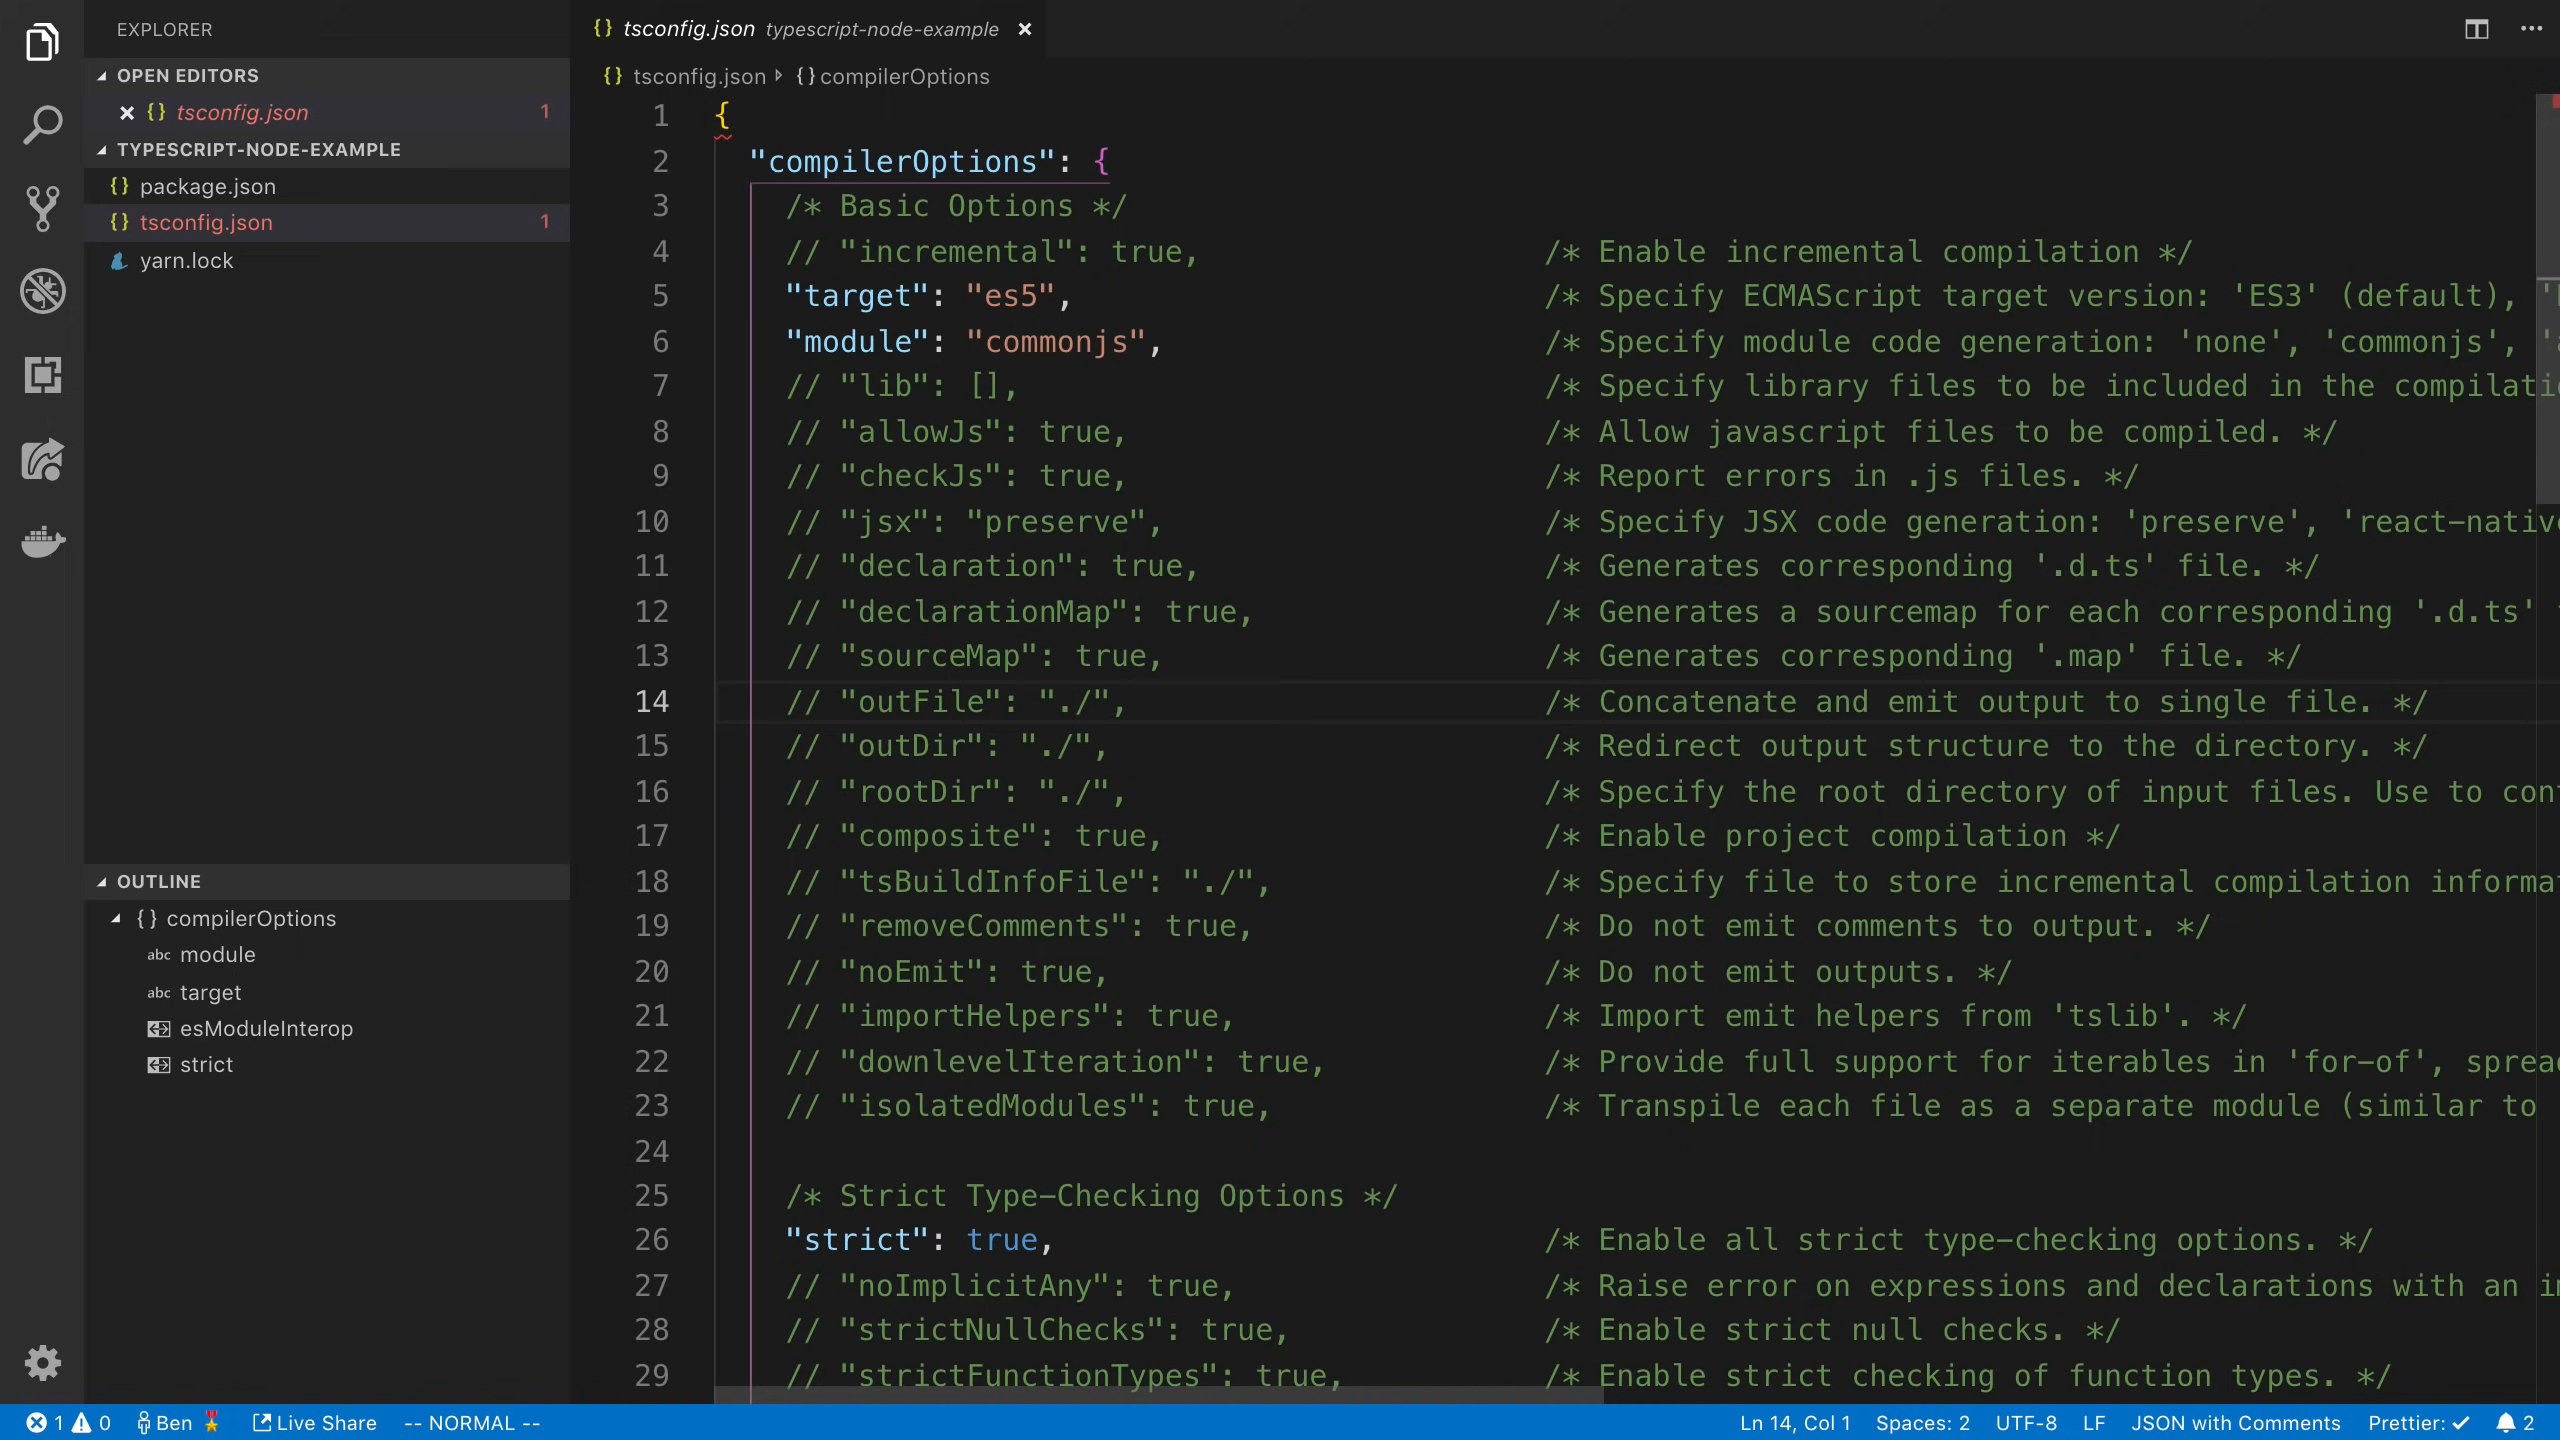 EXPLORER
OPEN EDITORS
tsconfig.json 1
TYPESCRIPT-NODE-EXAMPLE
package.json
tsconfig.json 1
yarn.lock
OUTLINE
{} compilerOptions
abc module
abc target
esModuleInterop
strict
{} tsconfig.json typescript-node-example
{} tsconfig.json {} compilerOptions
1 {
2 "compilerOptions": {
3 /* Basic Options */
4 // "incremental": true, /* Enable incremental compilation */
5 "target": "es5", /* Specify ECMAScript target version: 'ES3' (default),
6 "module": "commonjs", /* Specify module code generation: 'none', 'commonjs',
7 // "lib": [], /* Specify library files to be included in the
8 // "allowJs": true, /* Allow javascript files to be compiled. */
9 // "checkJs": true, /* Report errors in .js files. */
10 // "jsx": "preserve", /* Specify JSX code generation: 'preserve', 'react-native
11 // "declaration": true, /* Generates corresponding '.d.ts' file. */
12 // "declarationMap": true, /* Generates a sourcemap for each corresponding '.d.ts'
13 // "sourceMap": true, /* Generates corresponding '.map' file. */
14 // "outFile": "./", /* Concatenate and emit output to single file. */
15 // "outDir": "./", /* Redirect output structure to the directory. */
16 // "rootDir": "./", /* Specify the root directory of input files. Use to
17 // "composite": true, /* Enable project compilation */
18 // "tsBuildInfoFile": "./", /* Specify file to store incremental compilation
19 // "removeComments": true, /* Do not emit comments to output. */
20 // "noEmit": true, /* Do not emit outputs. */
21 // "importHelpers": true, /* Import emit helpers from 'tslib'. */
22 // "downlevelIteration": true, /* Provide full support for iterables in 'for-of',
23 // "isolatedModules": true, /* Transpile each file as a separate module (similar to
24
25 /* Strict Type-Checking Options */
26 "strict": true, /* Enable all strict type-checking options. */
27 // "noImplicitAny": true, /* Raise error on expressions and declarations with an
28 // "strictNullChecks": true, /* Enable strict null checks. */
29 // "strictFunctionTypes": true, /* Enable strict checking of function types. */
1 0 Ben Live Share -- NORMAL -- Ln 14, Col 1 Spaces: 2 UTF-8 LF JSON with Comments Prettier: ✓ 2